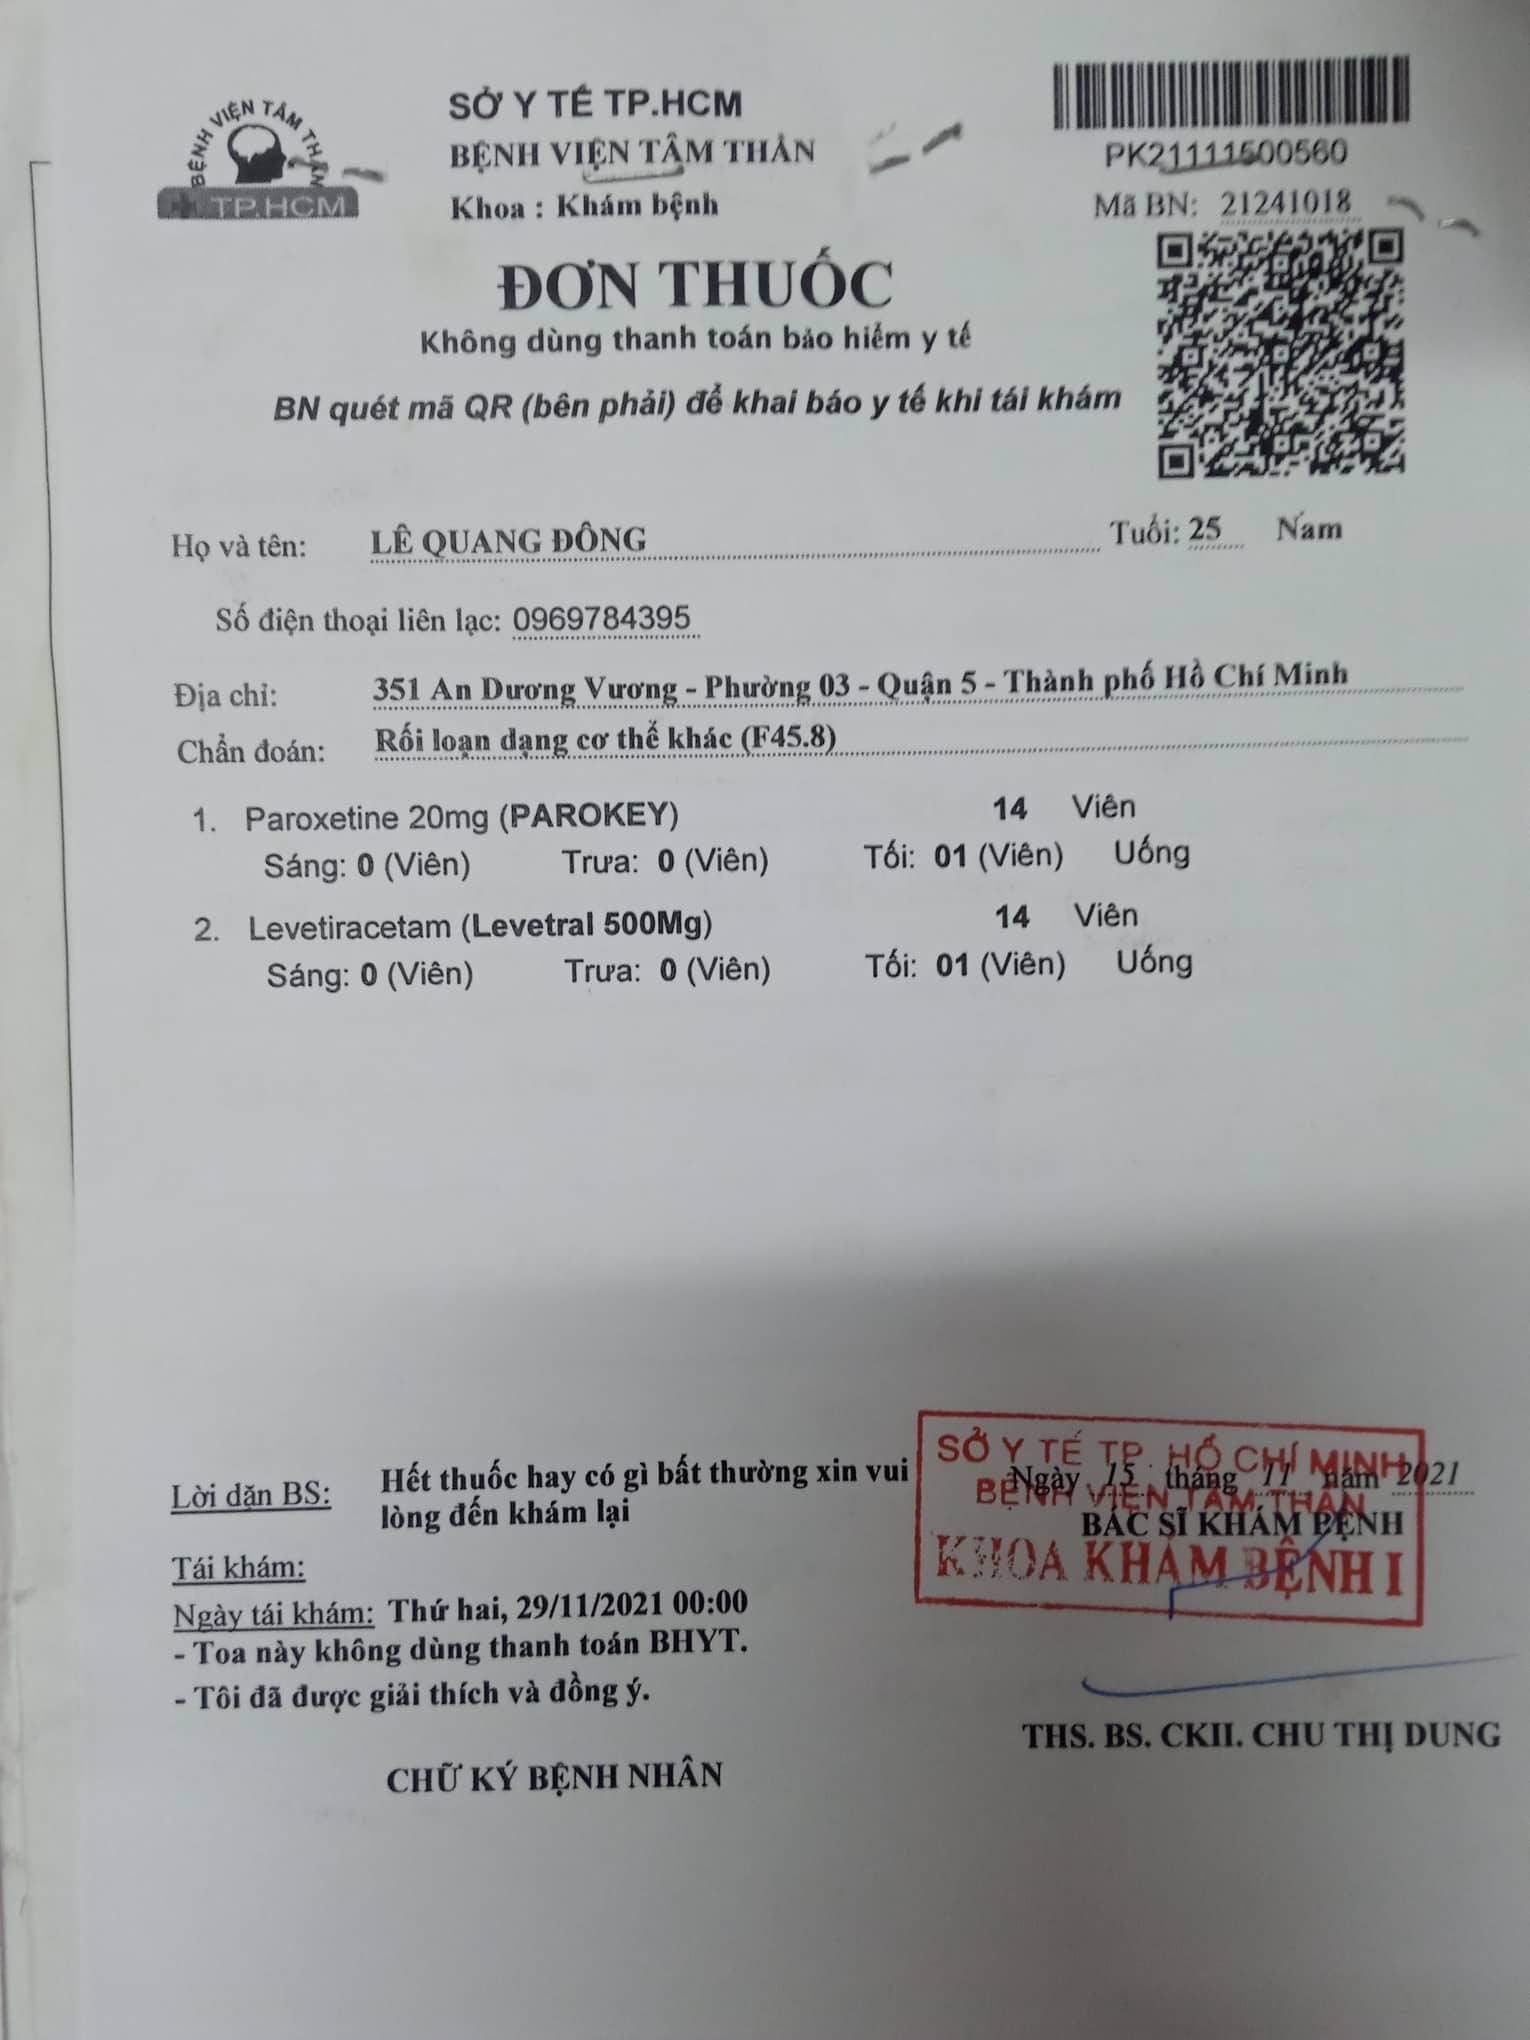 BỆNH VIỆN TÂM THẦN
TP.HCM
SỞ Y TẾ TP.HCM
BỆNH VIỆN TÂM THẦN
Khoa : Khám bệnh
PK21111500560
Mã BN: 21241018
ĐƠN THUỐC
Không dùng thanh toán bảo hiểm y tế
BN quét mã QR (bên phải) để khai báo y tế khi tái khám
Họ và tên: LÊ QUANG ĐÔNG Tuổi: 25 Nam
Số điện thoại liên lạc: 0969784395
Địa chỉ: 351 An Dương Vương - Phường 03 - Quận 5 - Thành phố Hồ Chí Minh
Chẩn đoán: Rối loạn dạng cơ thể khác (F45.8)
1. Paroxetine 20mg (PAROKEY) 14 Viên
Sáng: 0 (Viên) Trưa: 0 (Viên) Tối: 01 (Viên) Uống
2. Levetiracetam (Levetral 500Mg) 14 Viên
Sáng: 0 (Viên) Trưa: 0 (Viên) Tối: 01 (Viên) Uống
Lời dặn BS: Hết thuốc hay có gì bất thường xin vui
lòng đến khám lại
Tái khám:
Ngày tái khám: Thứ hai, 29/11/2021 00:00
- Toa này không dùng thanh toán BHYT.
- Tôi đã được giải thích và đồng ý.
CHỮ KÝ BỆNH NHÂN
SỞ Y TẾ TP. HỒ CHÍ MINH
Ngày 15 tháng 11 năm 2021
BỆNH VIỆN TÂM THẦN
BÁC SĨ KHÁM BỆNH
KHOA KHÁM BỆNH I
THS. BS. CKII. CHU THỊ DUNG